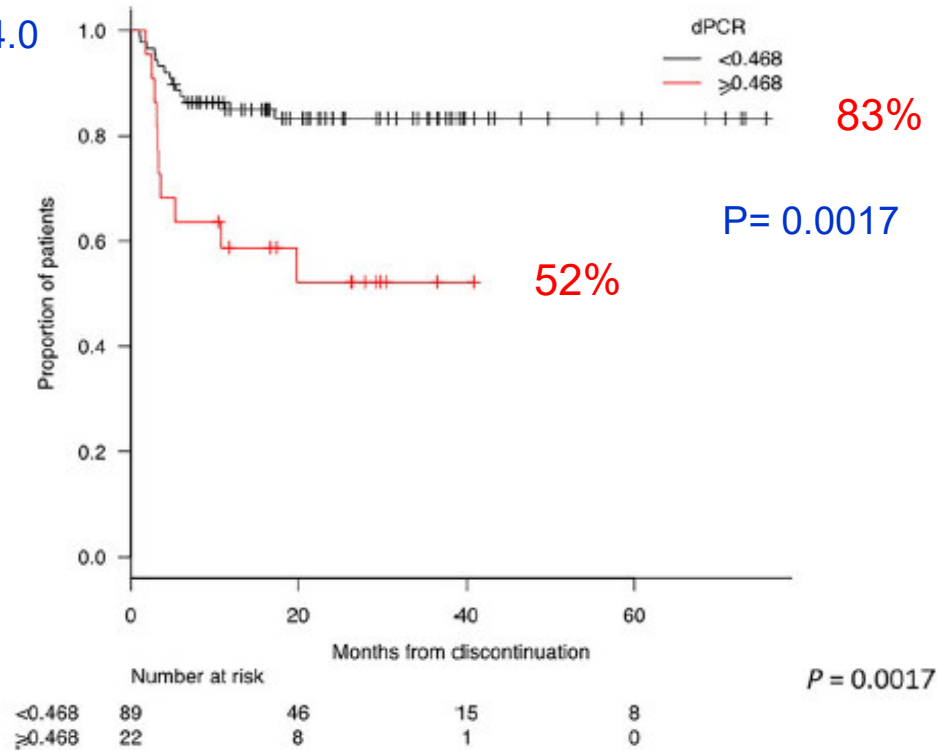 4.0
1.0
dPCR
<0.468
≥0.468
83%
0.8
P= 0.0017
0.6
52%
0.4
0.2
0.0
Proportion of patients
0 20 40 60
Months from discontinuation
Number at risk
P = 0.0017
<0.468 89 46 15 8
≥0.468 22 8 1 0